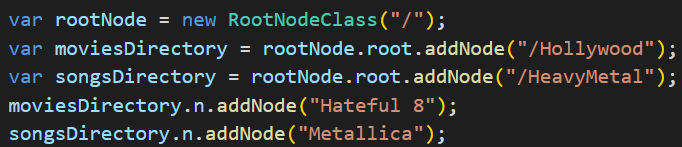 var rootNode = new RootNodeClass("/");
var moviesDirectory = rootNode.root.addNode("/Hollywood");
var songsDirectory = rootNode.root.addNode("/HeavyMetal");
moviesDirectory.n.addNode("Hateful 8");
songsDirectory.n.addNode("Metallica");